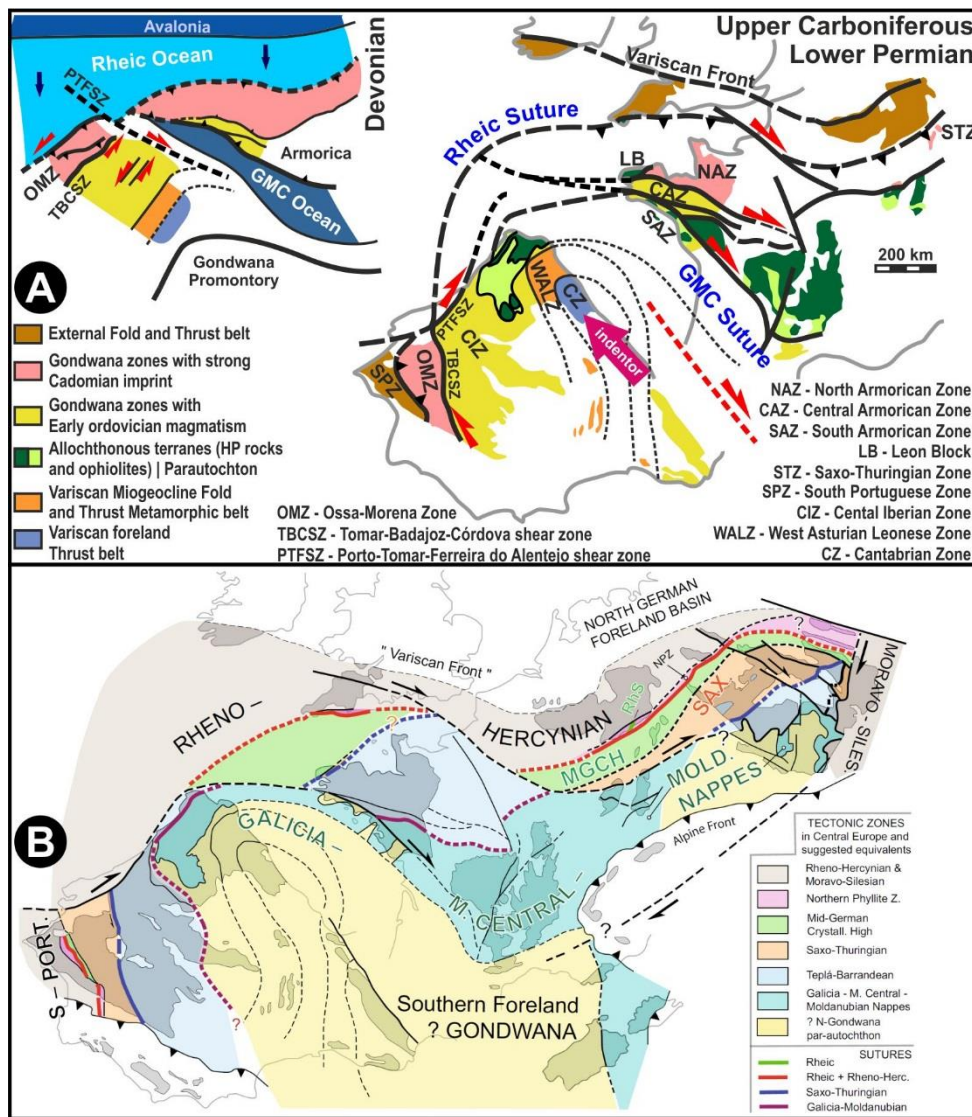 Avalonia
Rheic Ocean
PTFSZ
OMZ
TBCSZ
Armorica
GMC Ocean
Gondwana
Promontory
Devonian
A
Upper Carboniferous
Lower Permian
Variscan Front
Rheic Suture
STZ
LB
NAZ
CAZ
SAZ
GMC Suture
200 km
WALZ
CZ
Indentor
PTFSZ
CIZ
OMZ
TBCSZ
SPZ
External Fold and Thrust belt
Gondwana zones with strong
Cadomian imprint
Gondwana zones with
Early ordovician magmatism
Allochthonous terranes (HP rocks
and ophiolites) | Parautochton
Variscan Miogeocline Fold
and Thrust Metamorphic belt
Variscan foreland
Thrust belt
OMZ - Ossa-Morena Zone
TBCSZ - Tomar-Badajoz-Córdova shear zone
PTFSZ - Porto-Tomar-Ferreira do Alentejo shear zone
NAZ - North Armorican Zone
CAZ - Central Armorican Zone
SAZ - South Armorican Zone
LB - Leon Block
STZ - Saxo-Thuringian Zone
SPZ - South Portuguese Zone
CIZ - Cental Iberian Zone
WALZ - West Asturian Leonese Zone
CZ - Cantabrian Zone
NORTH GERMAN
FORELAND BASIN
" Variscan Front "
RHENO –
HERCYNIAN
NPZ
RhS
SAX
MGCH
MOLD.
NAPPES
MORAVO - SILES.
?
?
?
B
GALICIA –
M. CENTRAL –
Alpine Front
?
S – PORT.
?
Southern Foreland
? GONDWANA
TECTONIC ZONES
in Central Europe and
suggested equivalents
Rheno-Hercynian &
Moravo-Silesian
Northern Phyllite Z.
Mid-German
Crystall. High
Saxo-Thuringian
Teplá-Barrandean
Galicia - M. Central -
Moldanubian Nappes
? N-Gondwana
par-autochthon
SUTURES
Rheic
Rheic + Rheno-Herc.
Saxo-Thuringian
Galicia-Moldanubian